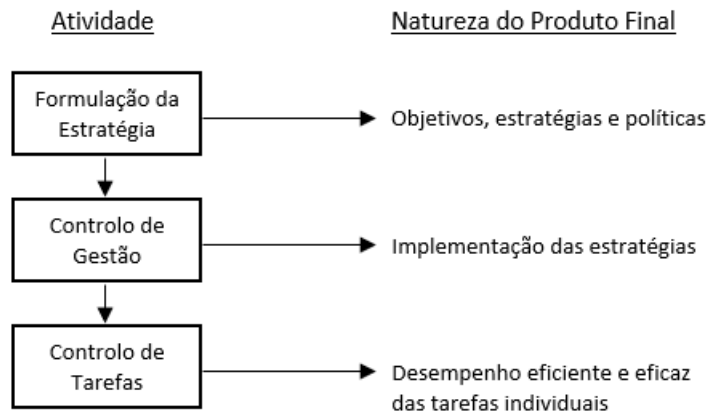 Atividade
Natureza do Produto Final
Formulação da
Estratégia
Objetivos, estratégias e políticas
Controlo de
Gestão
Implementação das estratégias
Controlo de
Tarefas
Desempenho eficiente e eficaz
das tarefas individuais